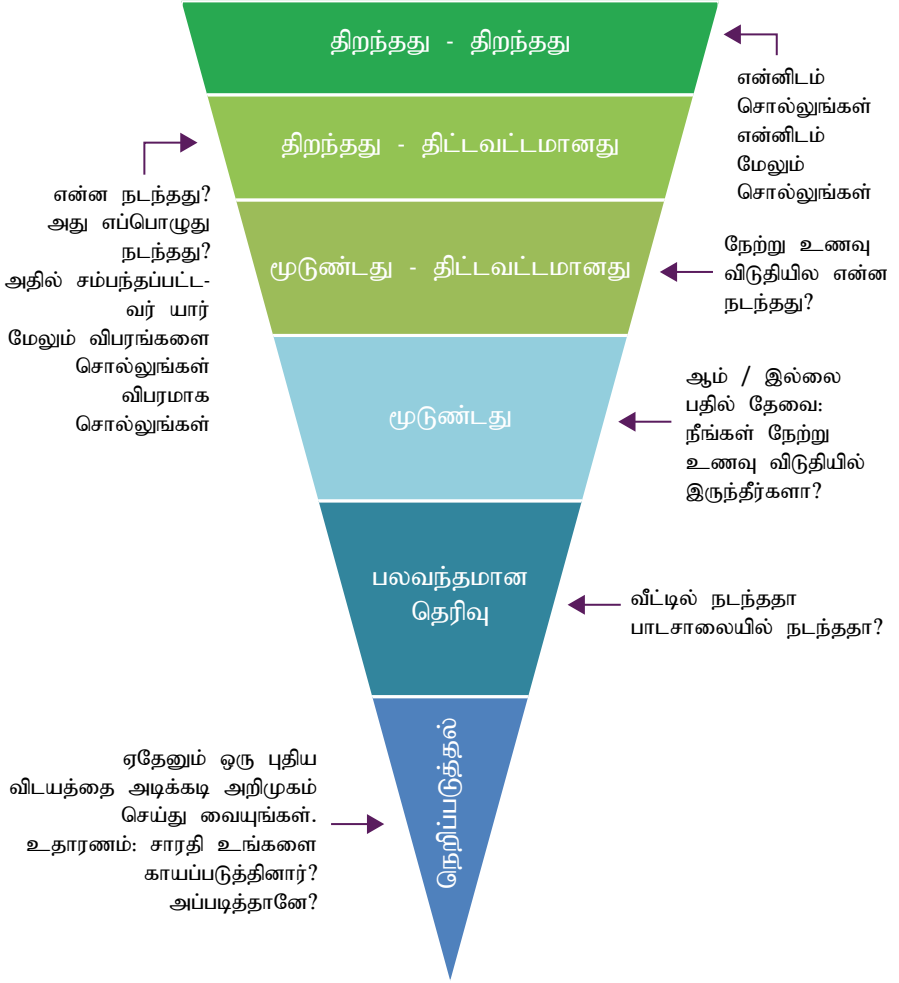 திறந்தது - திறந்தது
என்னிடம்
சொல்லுங்கள்
என்னிடம்
மேலும்
சொல்லுங்கள்
திறந்தது - திட்டவட்டமானது
என்ன நடந்தது?
அது எப்பொழுது
நடந்தது?
அதில் சம்பந்தப்பட்ட-
வர் யார்
மேலும் விபரங்களை
சொல்லுங்கள்
விபரமாக
சொல்லுங்கள்
மூடுண்டது - திட்டவட்டமானது
நேற்று உணவு
விடுதியில என்ன
நடந்தது?
மூடுண்டது
ஆம் / இல்லை
பதில் தேவை:
நீங்கள் நேற்று
உணவு விடுதியில்
இருந்தீர்களா?
பலவந்தமான
தெரிவு
வீட்டில் நடந்ததா
பாடசாலையில் நடந்ததா?
நெறிப்படுத்தல்
ஏதேனும் ஒரு புதிய
விடயத்தை அடிக்கடி அறிமுகம்
செய்து வையுங்கள்.
உதாரணம்: சாரதி உங்களை
காயப்படுத்தினார்?
அப்படித்தானே?